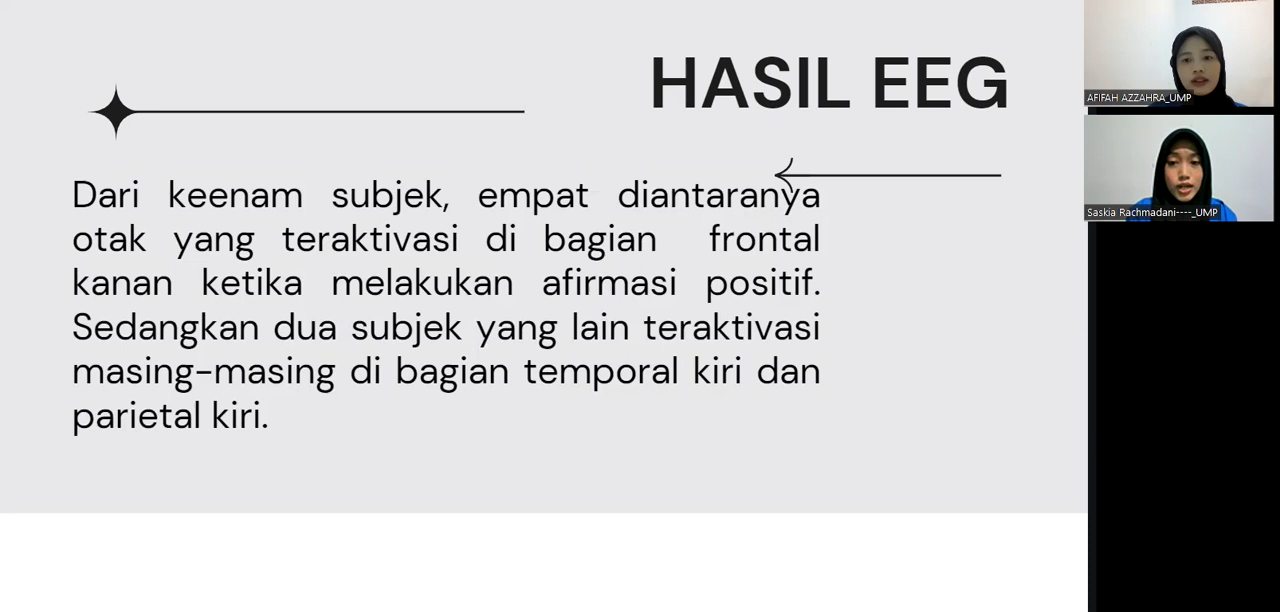 HASIL EEG
Dari keenam subjek, empat diantaranya
otak yang teraktivasi di bagian frontal
kanan ketika melakukan afirmasi positif.
Sedangkan dua subjek yang lain teraktivasi
masing-masing di bagian temporal kiri dan
parietal kiri.
AFIFAH AZZAHRA_UMP
Saskia Rachmadani----_UMP